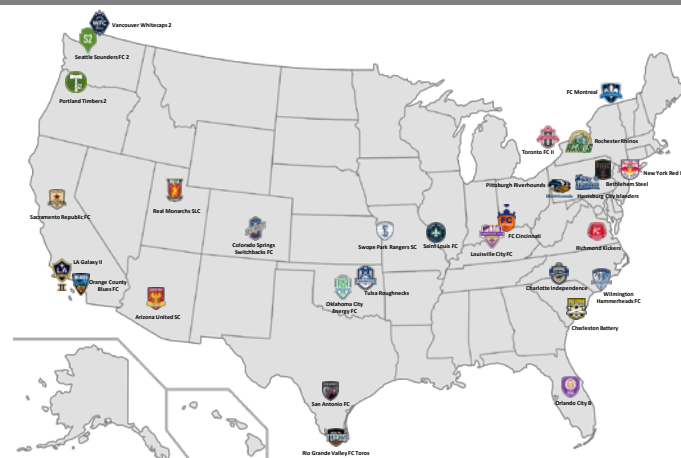 Vancouver Whitecaps 2
S2
Seattle Sounders FC 2
T2
Portland Timbers 2
FC Montreal
Toronto FC II
Rochester Rhinos
New York Red
Pittsburgh Riverhounds
Bethlehem Steel
Harrisburg City Islanders
Sacramento Republic FC
Real Monarchs SLC
Colorado Springs
Switchbacks FC
Swope Park Rangers SC
Saint Louis FC
FC Cincinnati
Louisville City FC
Richmond Kickers
LA Galaxy II
LA
II
Orange County
Blues FC
Arizona United SC
Oklahoma City
Energy FC
Tulsa Roughnecks
Charlotte Independence
Wilmington
Hammerheads FC
Charleston Battery
San Antonio FC
Orlando City B
Rio Grande Valley FC Toros